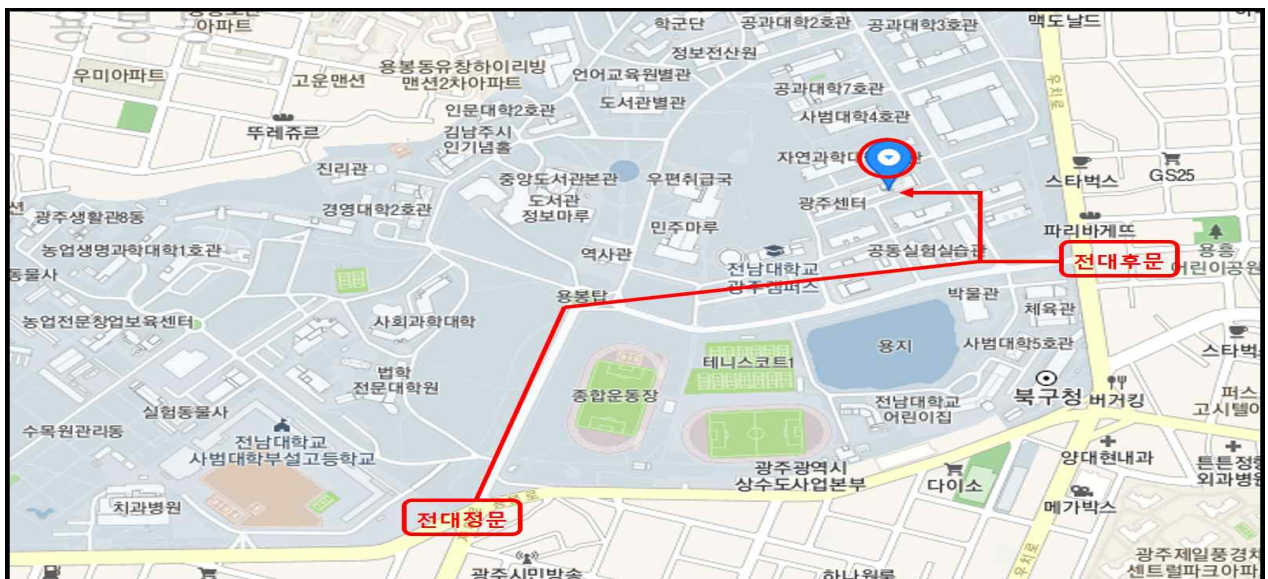 아파트
학군단
공과대학2호관
공과대학3호관
맥도날드
정보전산원
우미아파트
고운맨션
용봉동유창하이리빙
맨션2차아파트
언어교육원별관
공과대학7호관
우치로
도서관별관
인문대학2호관
사범대학4호관
뚜레쥬르
김남주시
인기념홀
자연과학대
관
진리관
중앙도서관본관
우편취급국
스타벅스
GS25
도서관
정보마루
광주센터
경영대학2호관
광주생활관8동
민주마루
파리바게뜨
농업생명과학대학1호관
역사관
공동실험실습관
전대후문
용흥
어린이공원
동물사
전남대학교
광주캠퍼스
용봉탑
박물관
체육관
농업전문창업보육센터
사회과학대학
용지
사범대학5호관
스타벅
테니스코트1
법학
전문대학원
종합운동장
북구청
버거킹
퍼스
고시텔
전남대학교
어린이집
실험동물사
수목원관리동
전남대학교
사범대학부설고등학교
양대현내과
튼튼정형
외과병원
광주광역시
상수도사업본부
다이소
치과병원
전대정문
메가박스
우치로
광주제일풍경채
센트럴파크아파
광주시민방송
하나원룸